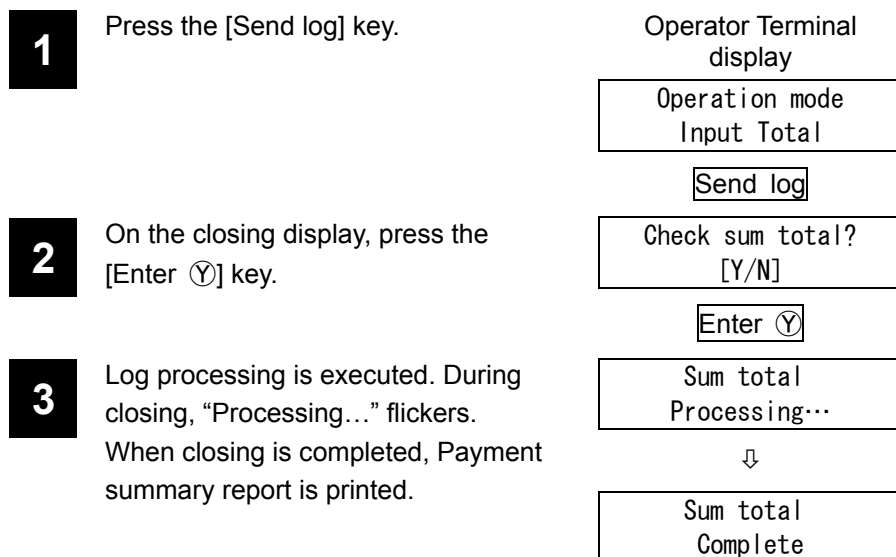 1
Press the [Send log] key.
Operator Terminal
display
Operation mode
Input Total
Send log
2
On the closing display, press the
[Enter Ⓨ] key.
Check sum total?
[Y/N]
Enter Ⓨ
3
Log processing is executed. During
closing, “Processing…” flickers.
When closing is completed, Payment
summary report is printed.
Sum total
Processing…
⇩
Sum total
Complete